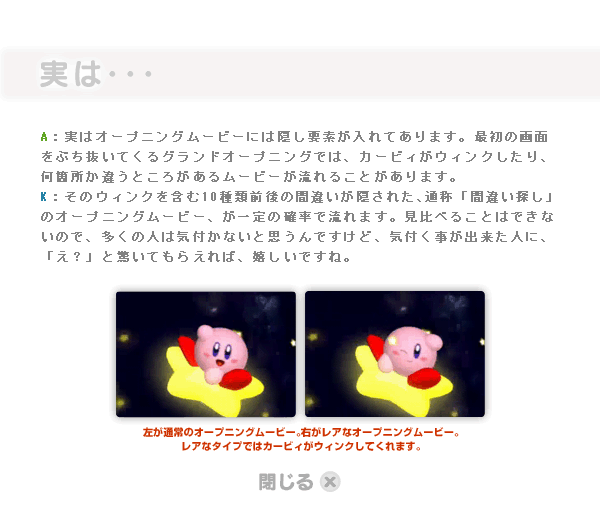 実は･･･
A：実はオープニングムービーには隠し要素が入れてあります。最初の画面
をぶち抜いてくるグランドオープニングでは、カービィがウィンクしたり、
何箇所か違うところがあるムービーが流れることがあります。
K：そのウィンクを含む10種類前後の間違いが隠された、通称「間違い探し」
のオープニングムービー、が一定の確率で流れます。見比べることはできな
いので、多くの人は気付かないと思うんですけど、気付く事が出来た人に、
「え？」と驚いてもらえれば、嬉しいですね。
左が通常のオープニングムービー。右がレアなオープニングムービー。
レアなタイプではカービィがウィンクしてくれます。
閉じる